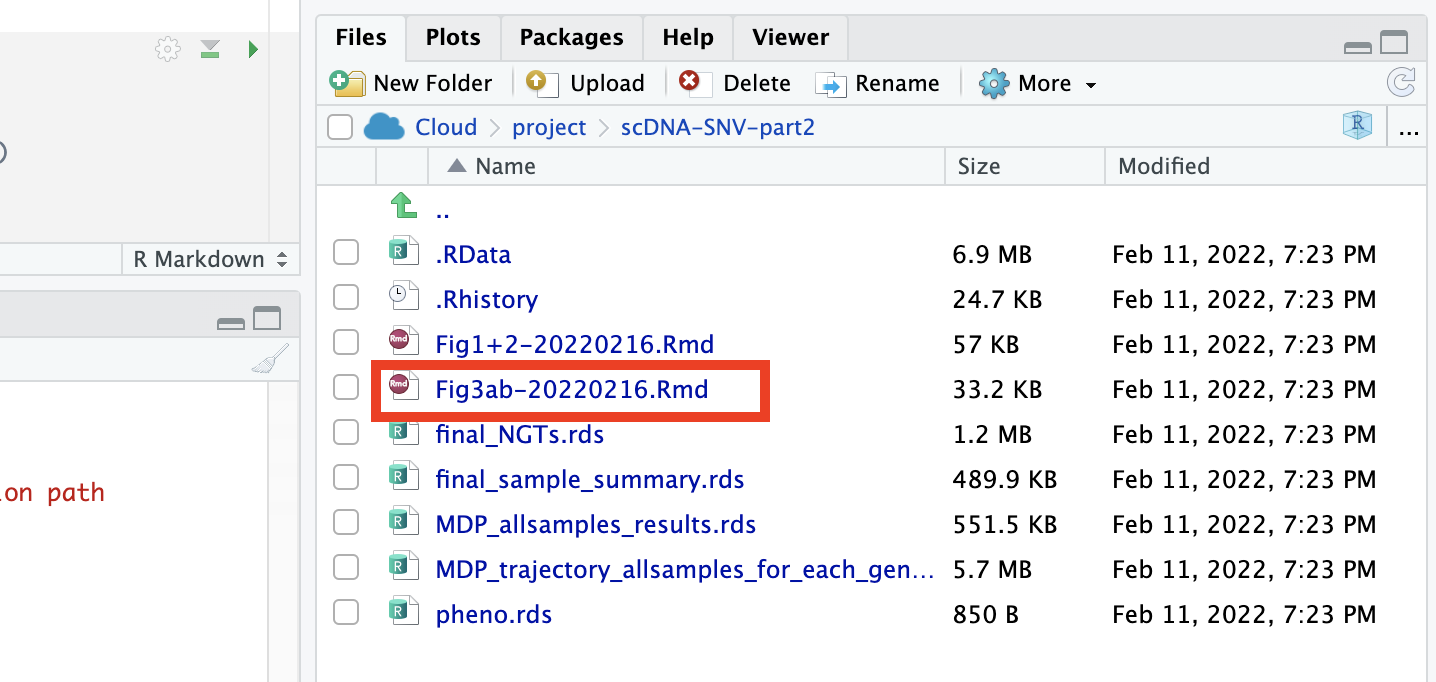 Files Plots Packages Help Viewer
New Folder Upload Delete Rename More
Cloud project scDNA-SNV-part2 R ...
Name Size Modified
..
.RData 6.9 MB Feb 11, 2022, 7:23 PM
.Rhistory 24.7 KB Feb 11, 2022, 7:23 PM
Fig1+2-20220216.Rmd 57 KB Feb 11, 2022, 7:23 PM
Fig3ab-20220216.Rmd 33.2 KB Feb 11, 2022, 7:23 PM
final_NGTs.rds 1.2 MB Feb 11, 2022, 7:23 PM
final_sample_summary.rds 489.9 KB Feb 11, 2022, 7:23 PM
MDP_allsamples_results.rds 551.5 KB Feb 11, 2022, 7:23 PM
MDP_trajectory_allsamples_for_each_gen... 5.7 MB Feb 11, 2022, 7:23 PM
pheno.rds 850 B Feb 11, 2022, 7:23 PM
)
R Markdown
on path